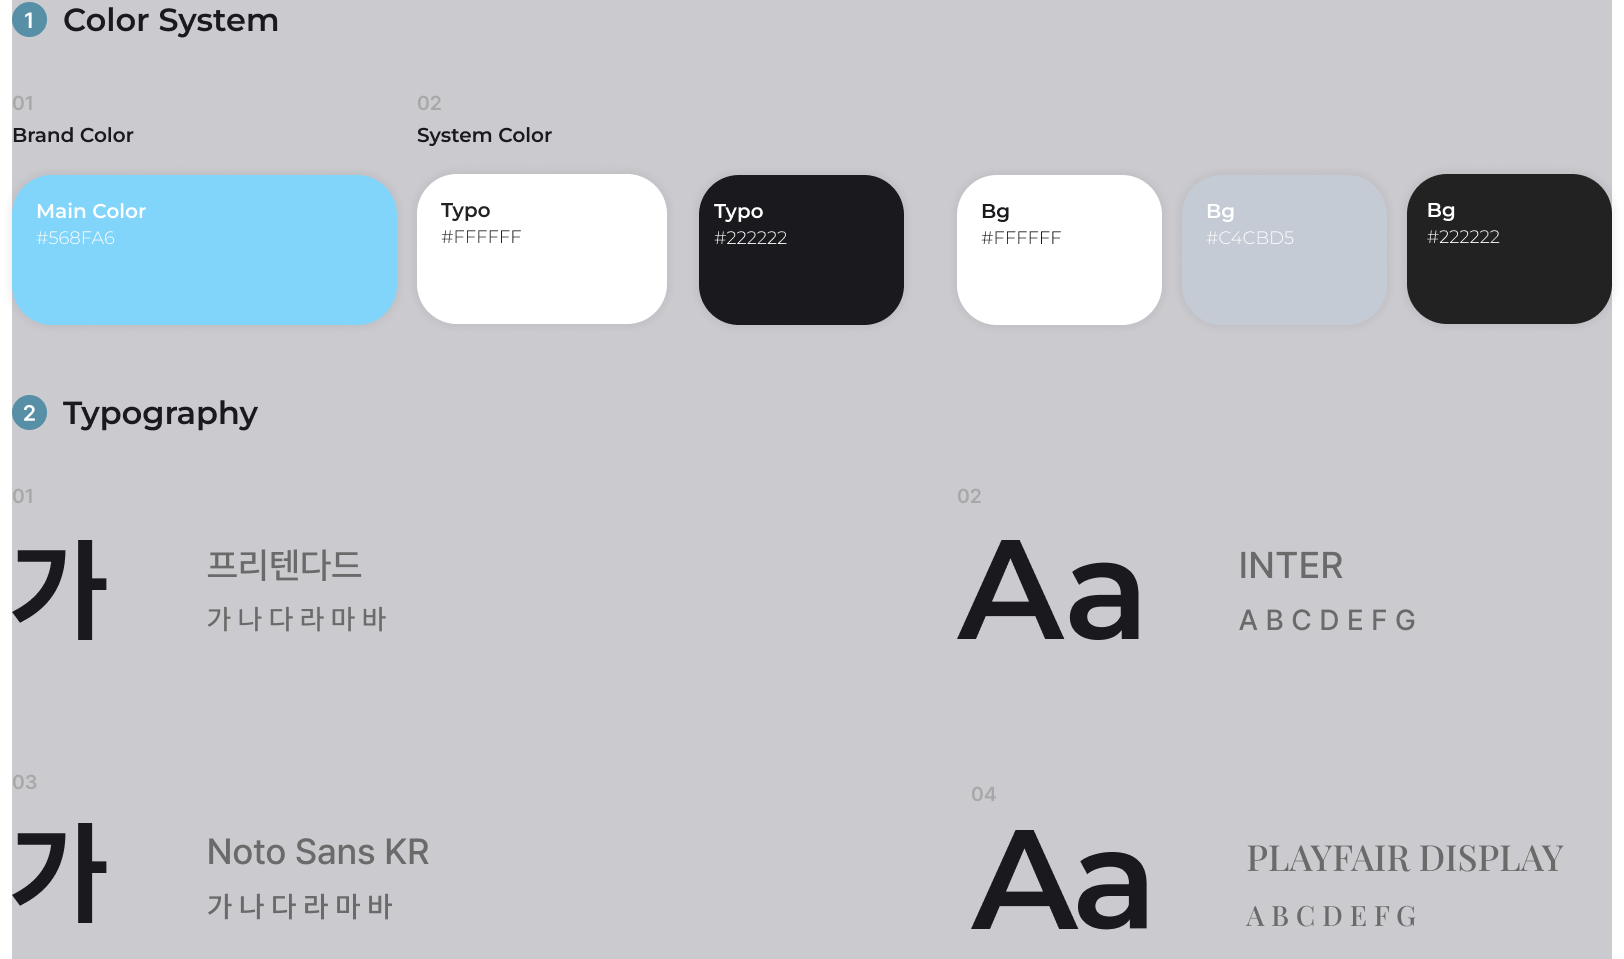 1 Color System
01
Brand Color
02
System Color
Main Color
#568FA6
Typo
#FFFFFF
Typo
#222222
Bg
#FFFFFF
Bg
#C4CBD5
Bg
#222222
2 Typography
01
가
프리텐다드
가 나 다 라 마 바
02
Aa
INTER
A B C D E F G
03
가
Noto Sans KR
가 나 다 라 마 바
04
Aa
PLAYFAIR DISPLAY
A B C D E F G